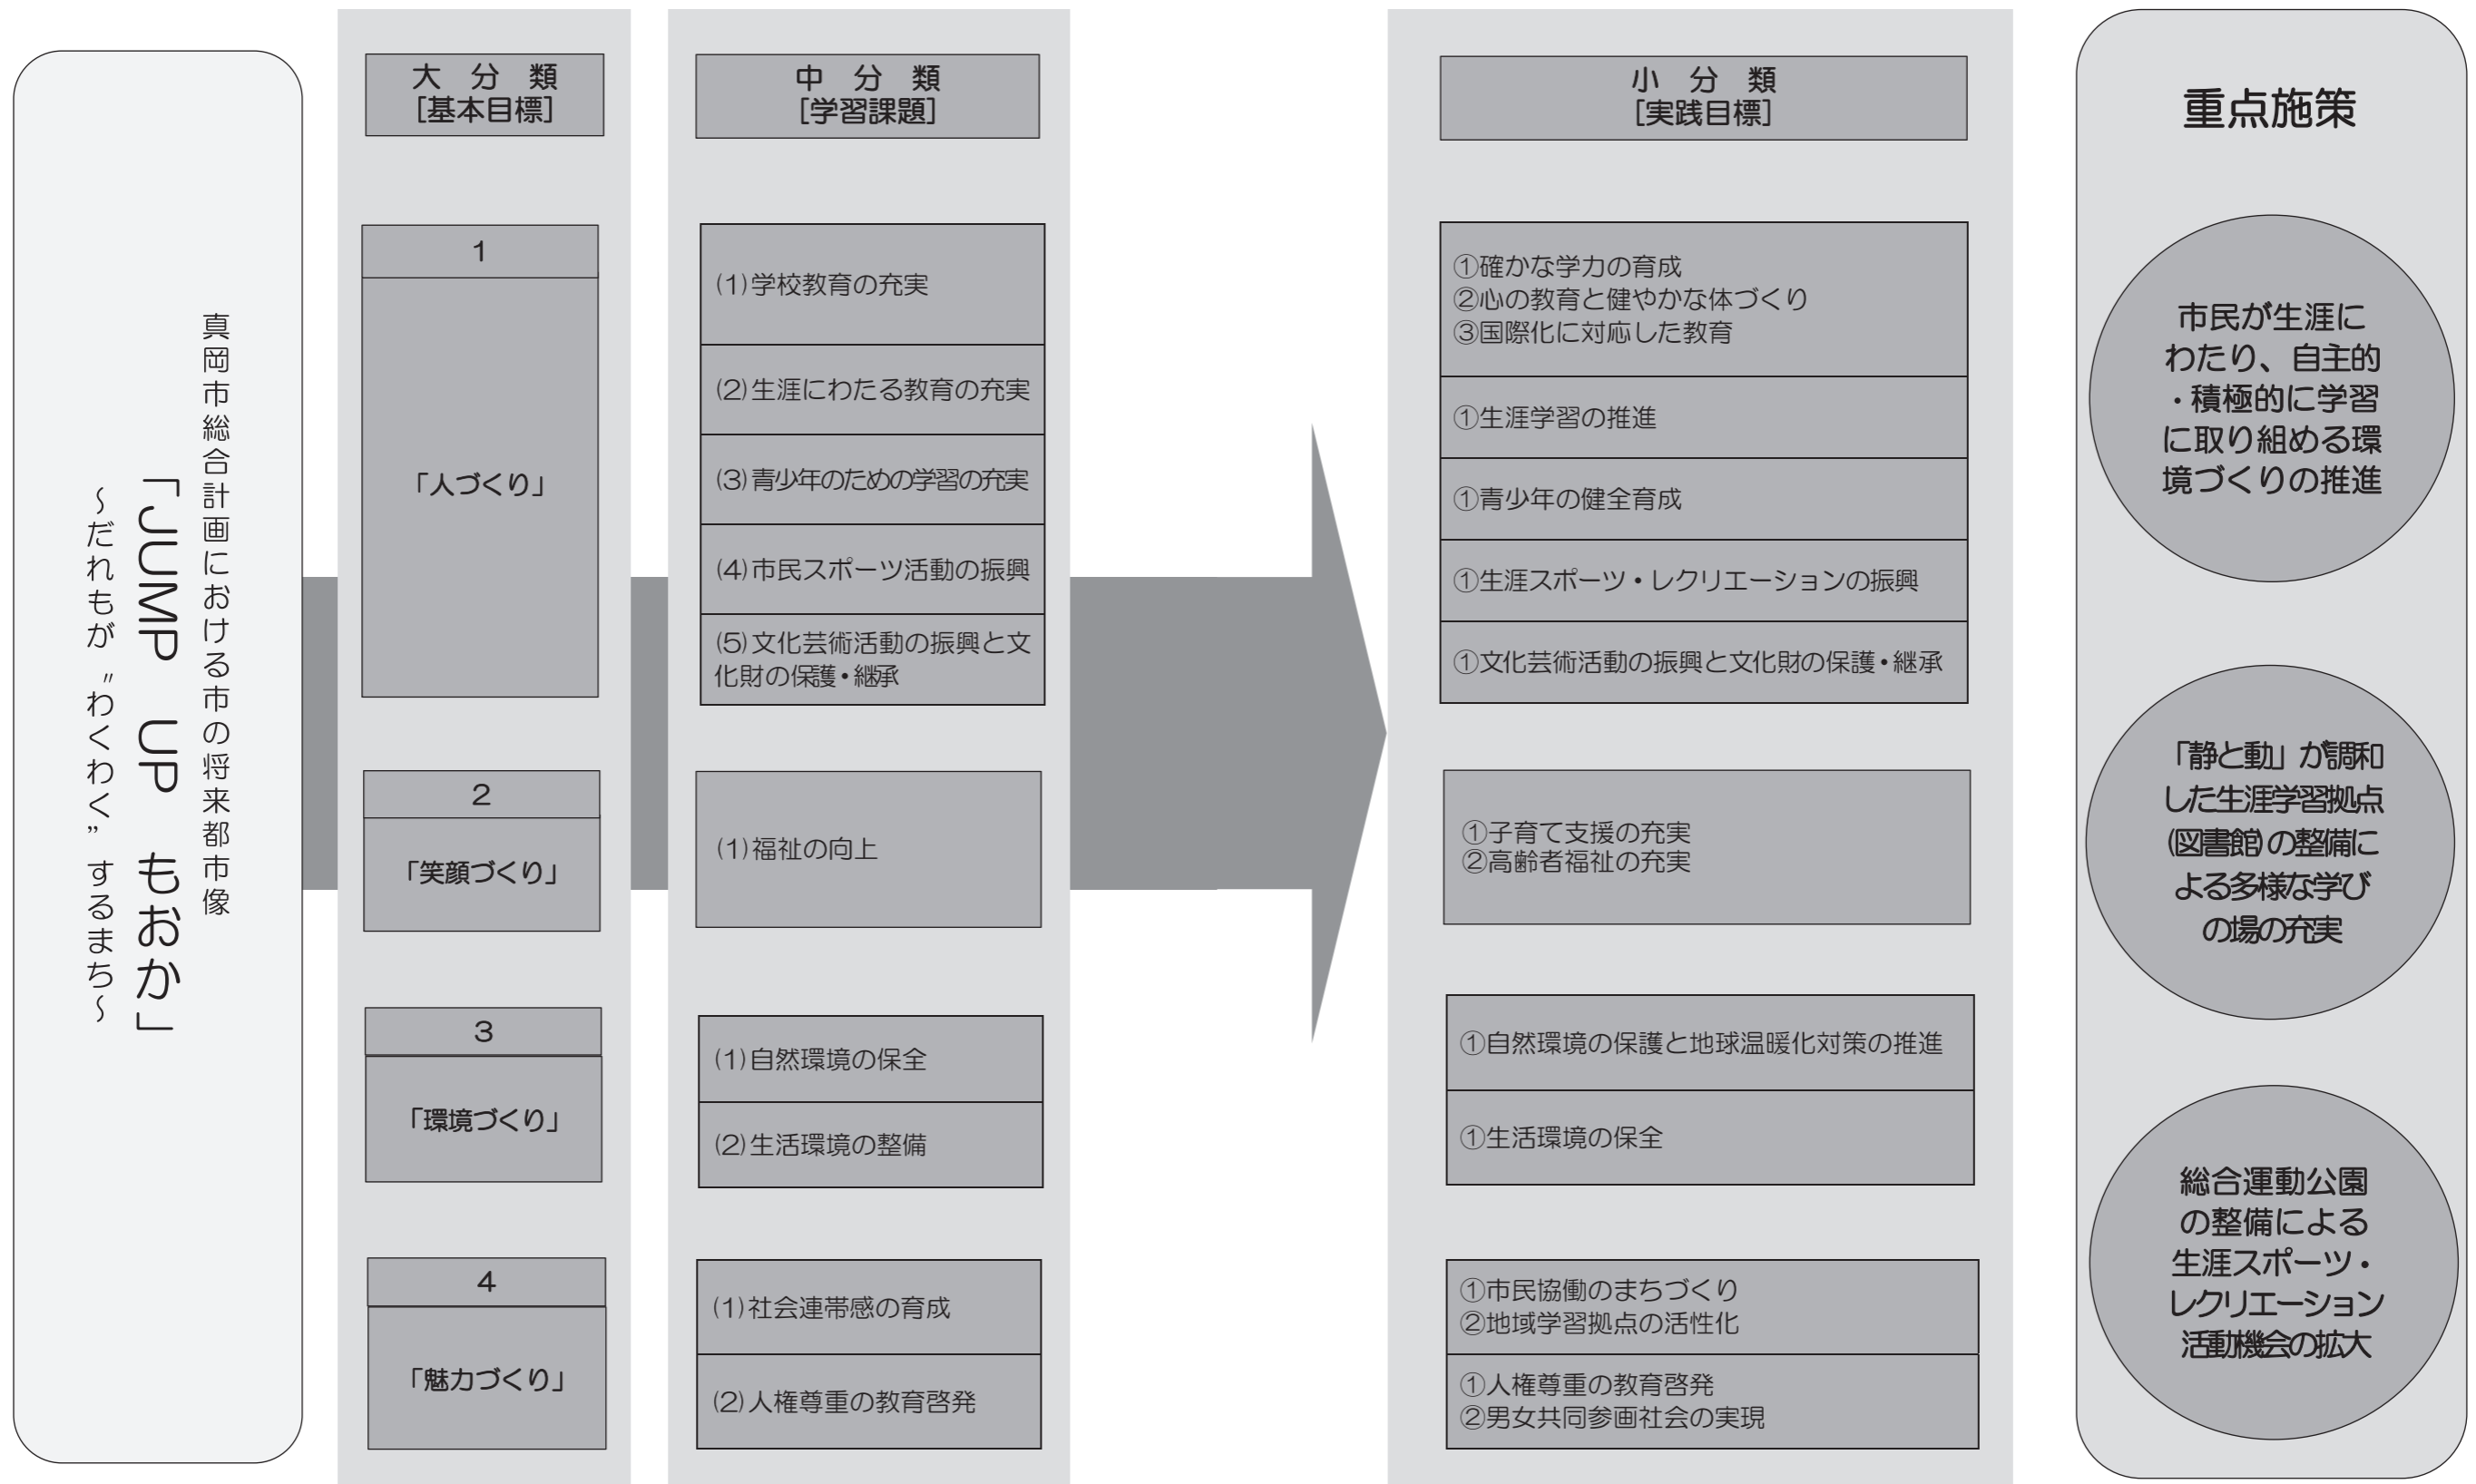 真岡市総合計画における市の将来都市像
「JUMP UP もおか」
～だれもが〝わくわく”するまち～
大 分 類
[基本目標]
1
「人づくり」
2
「笑顔づくり」
3
「環境づくり」
4
「魅力づくり」
中 分 類
[学習課題]
(1)学校教育の充実
(2)生涯にわたる教育の充実
(3)青少年のための学習の充実
(4)市民スポーツ活動の振興
(5)文化芸術活動の振興と文
化財の保護・継承
(1)福祉の向上
(1)自然環境の保全
(2)生活環境の整備
(1)社会連帯感の育成
(2)人権尊重の教育啓発
小 分 類
[実践目標]
①確かな学力の育成
②心の教育と健やかな体づくり
③国際化に対応した教育
①生涯学習の推進
①青少年の健全育成
①生涯スポーツ・レクリエーションの振興
①文化芸術活動の振興と文化財の保護・継承
①子育て支援の充実
②高齢者福祉の充実
①自然環境の保護と地球温暖化対策の推進
①生活環境の保全
①市民協働のまちづくり
②地域学習拠点の活性化
①人権尊重の教育啓発
②男女共同参画社会の実現
重点施策
市民が生涯に
わたり、自主的
・積極的に学習
に取り組める環
境づくりの推進
「静と動」が調和
した生涯学習拠点
(図書館)の整備に
よる多様な学び
の場の充実
総合運動公園
の整備による
生涯スポーツ・
レクリエーション
活動機会の拡大